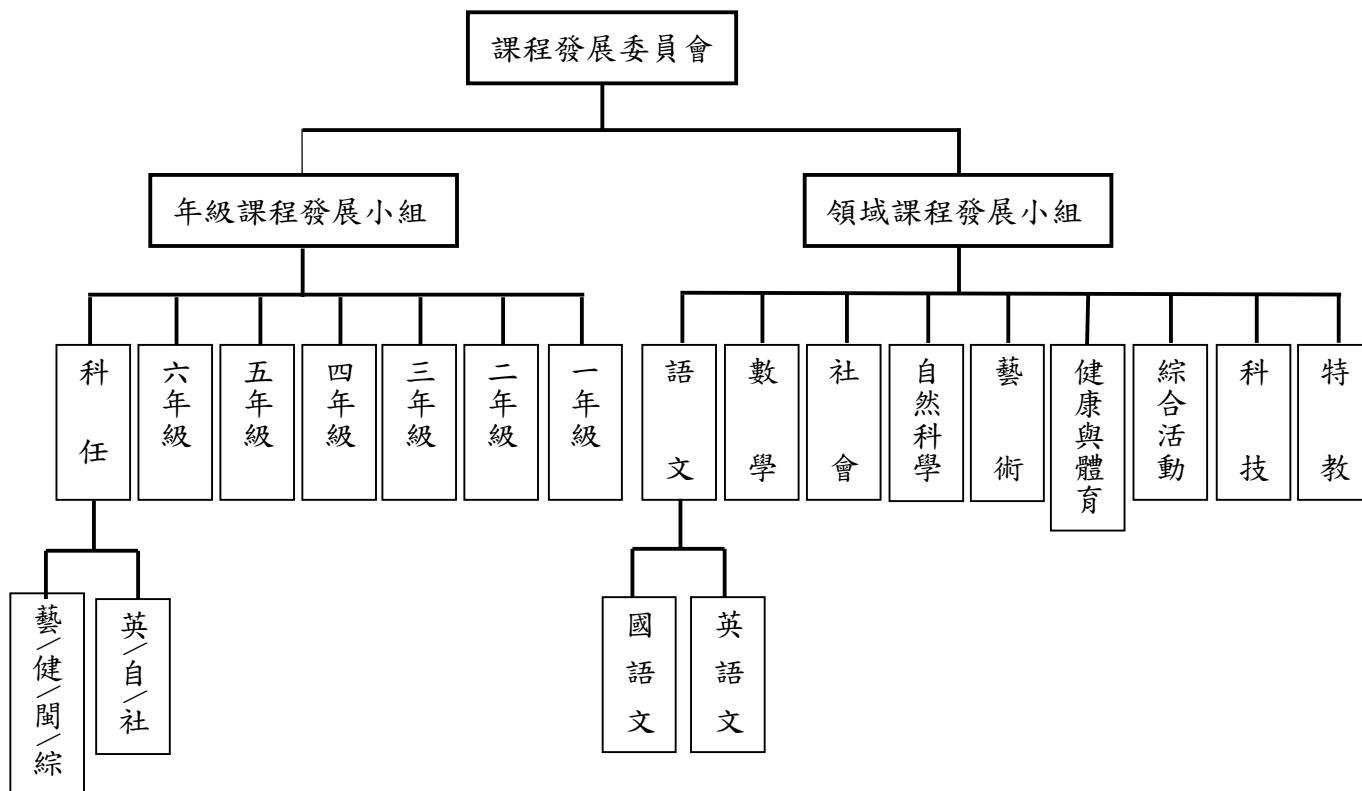 課程發展委員會
年級課程發展小組
領域課程發展小組
科任
六年級
五年級
四年級
三年級
二年級
一年級
語文
數學
社會
自然科學
藝術
健康與體育
綜合活動
科技
特教
藝/健/閩/綜
英/自/社
國語文
英語文